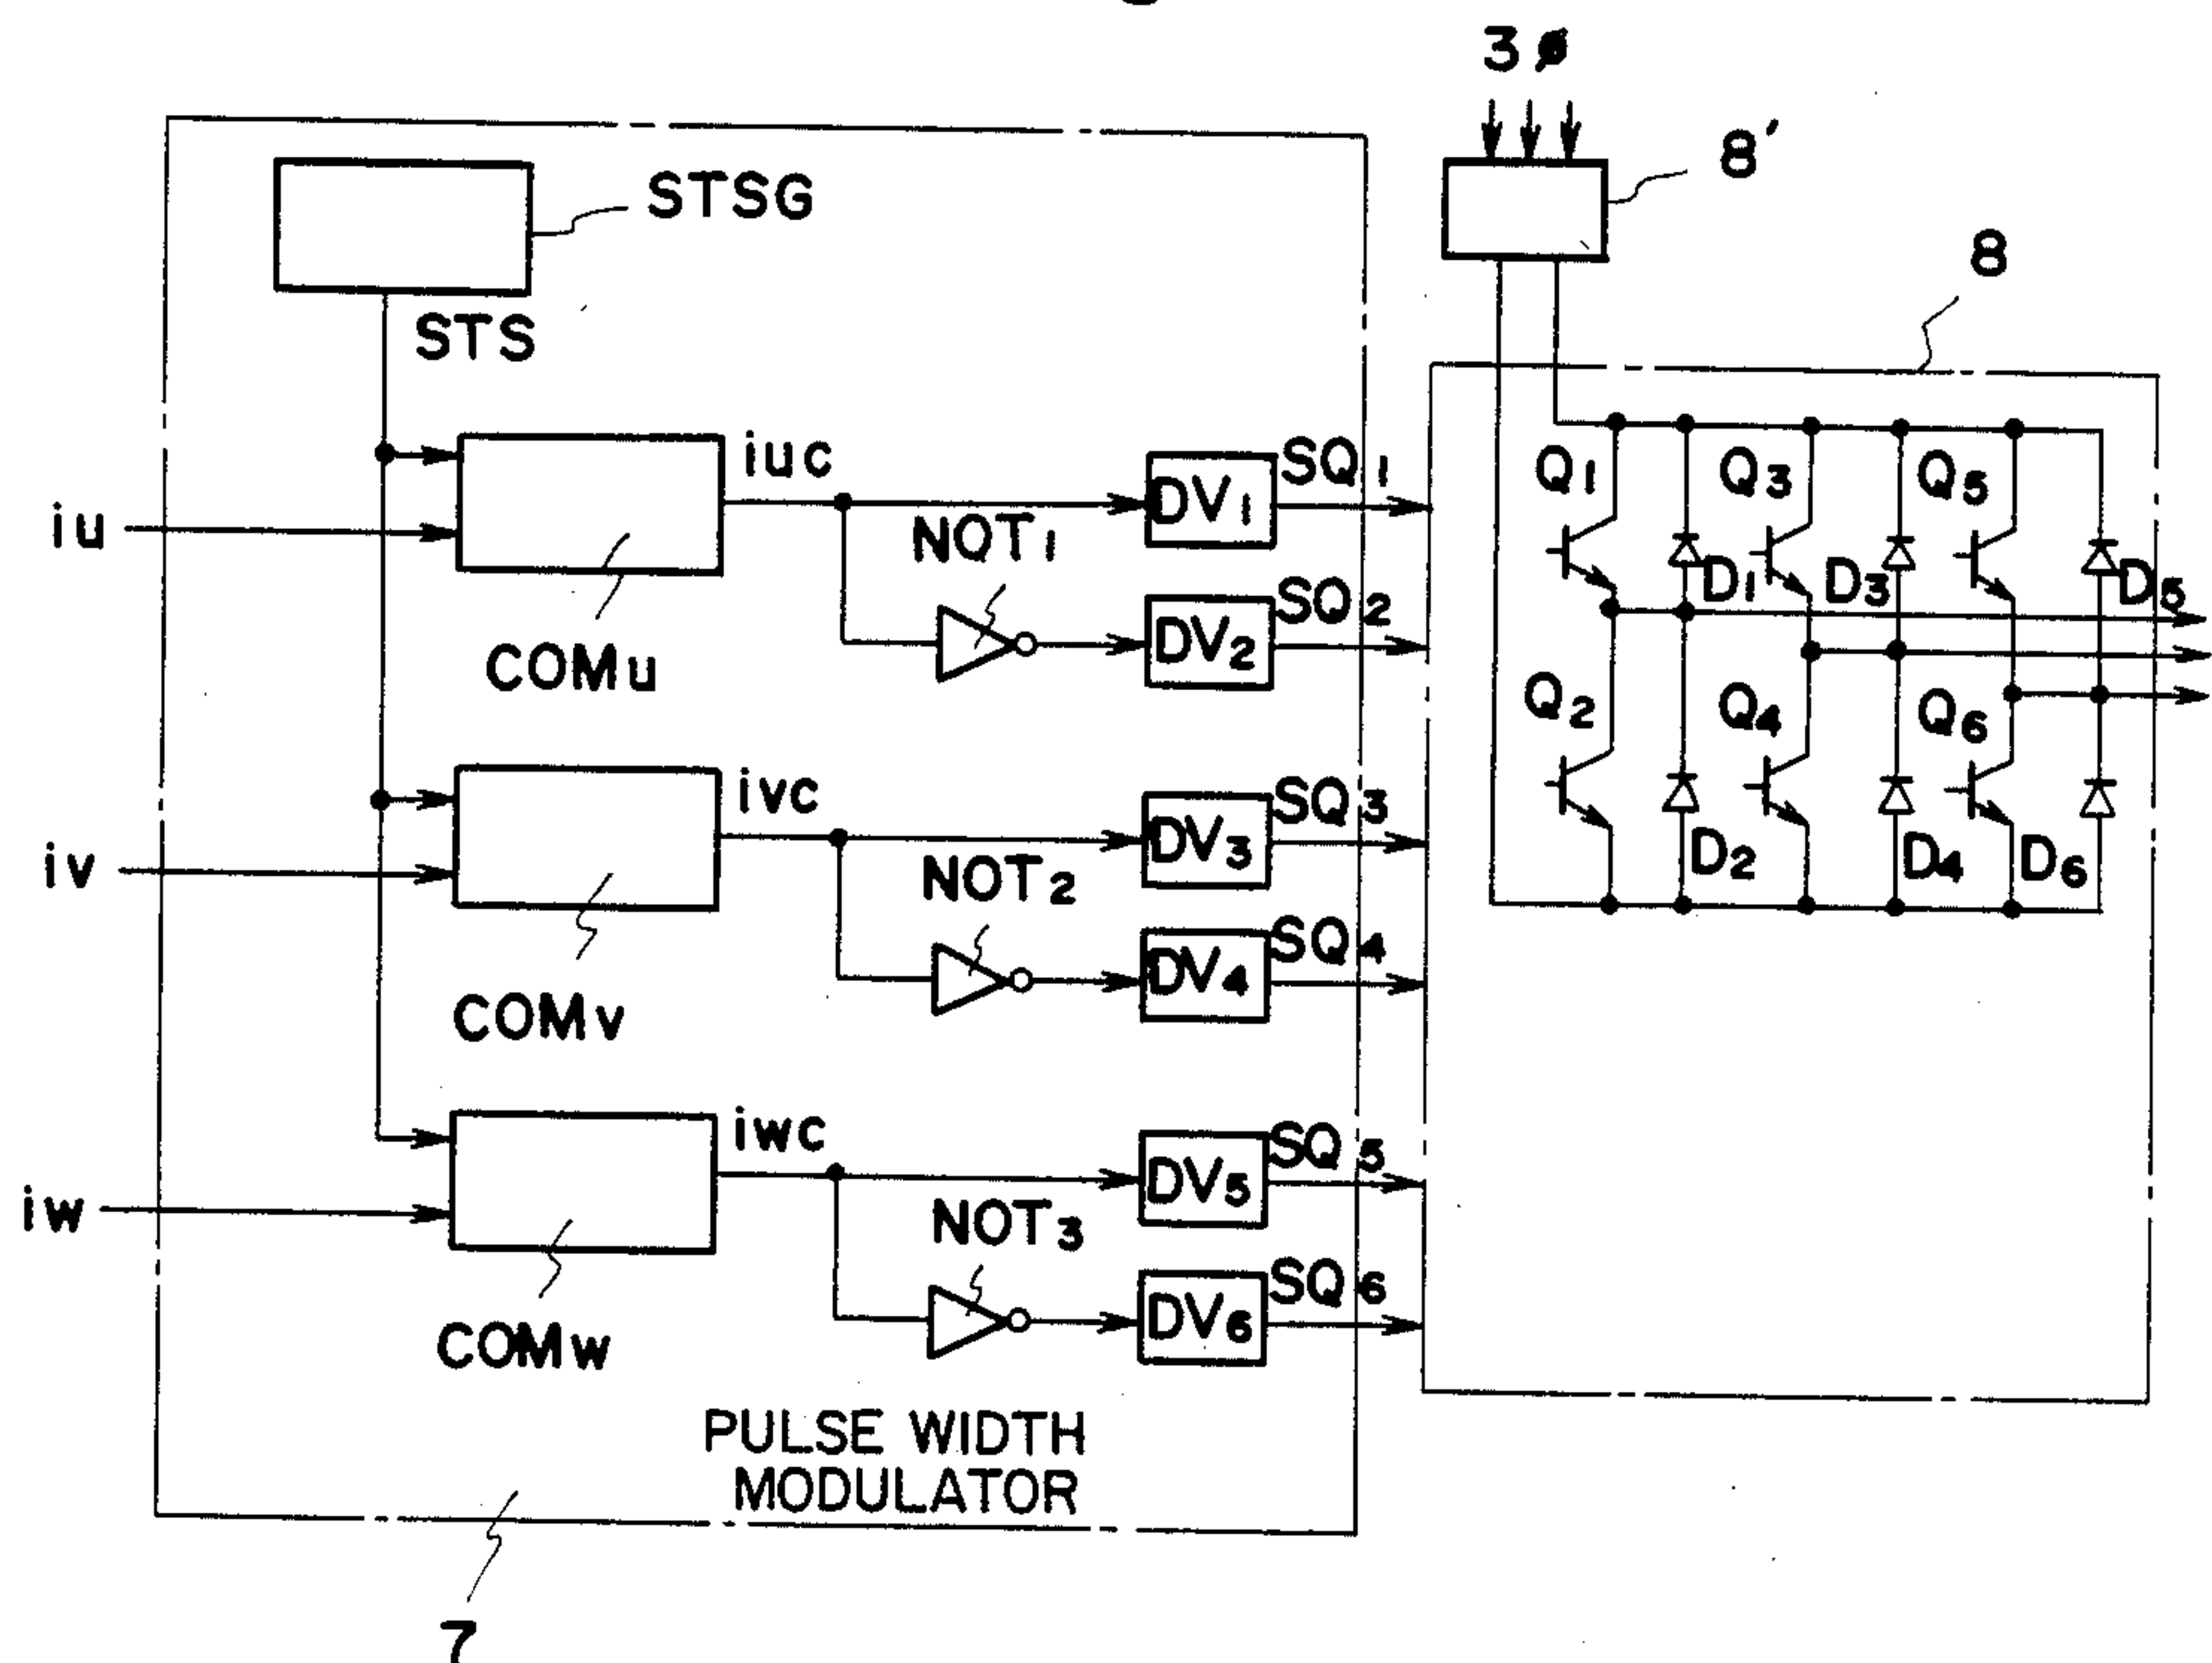 3ø
8'
STSG
8
STS
iuc
SQ1
Q1
Q3
Q5
iu
DV1
NOT1
D1
D3
D5
SQ2
DV2
COMu
Q2
Q4
Q6
ivc
SQ3
iv
DV3
NOT2
D2
D4
D6
SQ4
DV4
COMv
iwc
SQ5
iw
DV5
NOT3
SQ6
DV6
COMw
PULSE WIDTH
MODULATOR
7